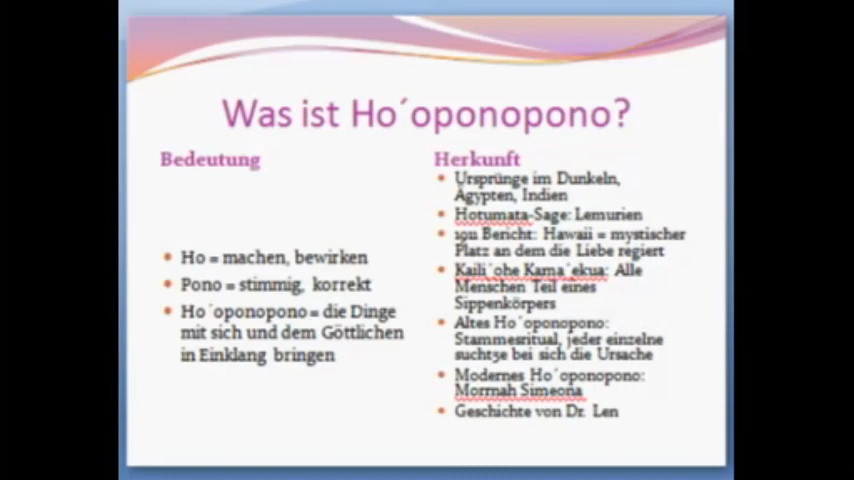 Was ist Ho´oponopono?
Bedeutung
• Ho = machen, bewirken
• Pono = stimmig, korrekt
• Ho´oponopono = die Dinge
mit sich und dem Göttlichen
in Einklang bringen
Herkunft
• Ursprünge im Dunkeln,
Ägypten, Indien
• Hotumata-Sage: Lemurien
• 1911 Bericht: Hawaii = mystischer
Platz an dem die Liebe regiert
• Kaili´ohe Kama´ekua: Alle
Menschen Teil eines
Sippenkörpers
• Altes Ho´oponopono:
Stammesritual, jeder einzelne
sucht5e bei sich die Ursache
• Modernes Ho´oponopono:
Morrnah Simeona
• Geschichte von Dr. Len